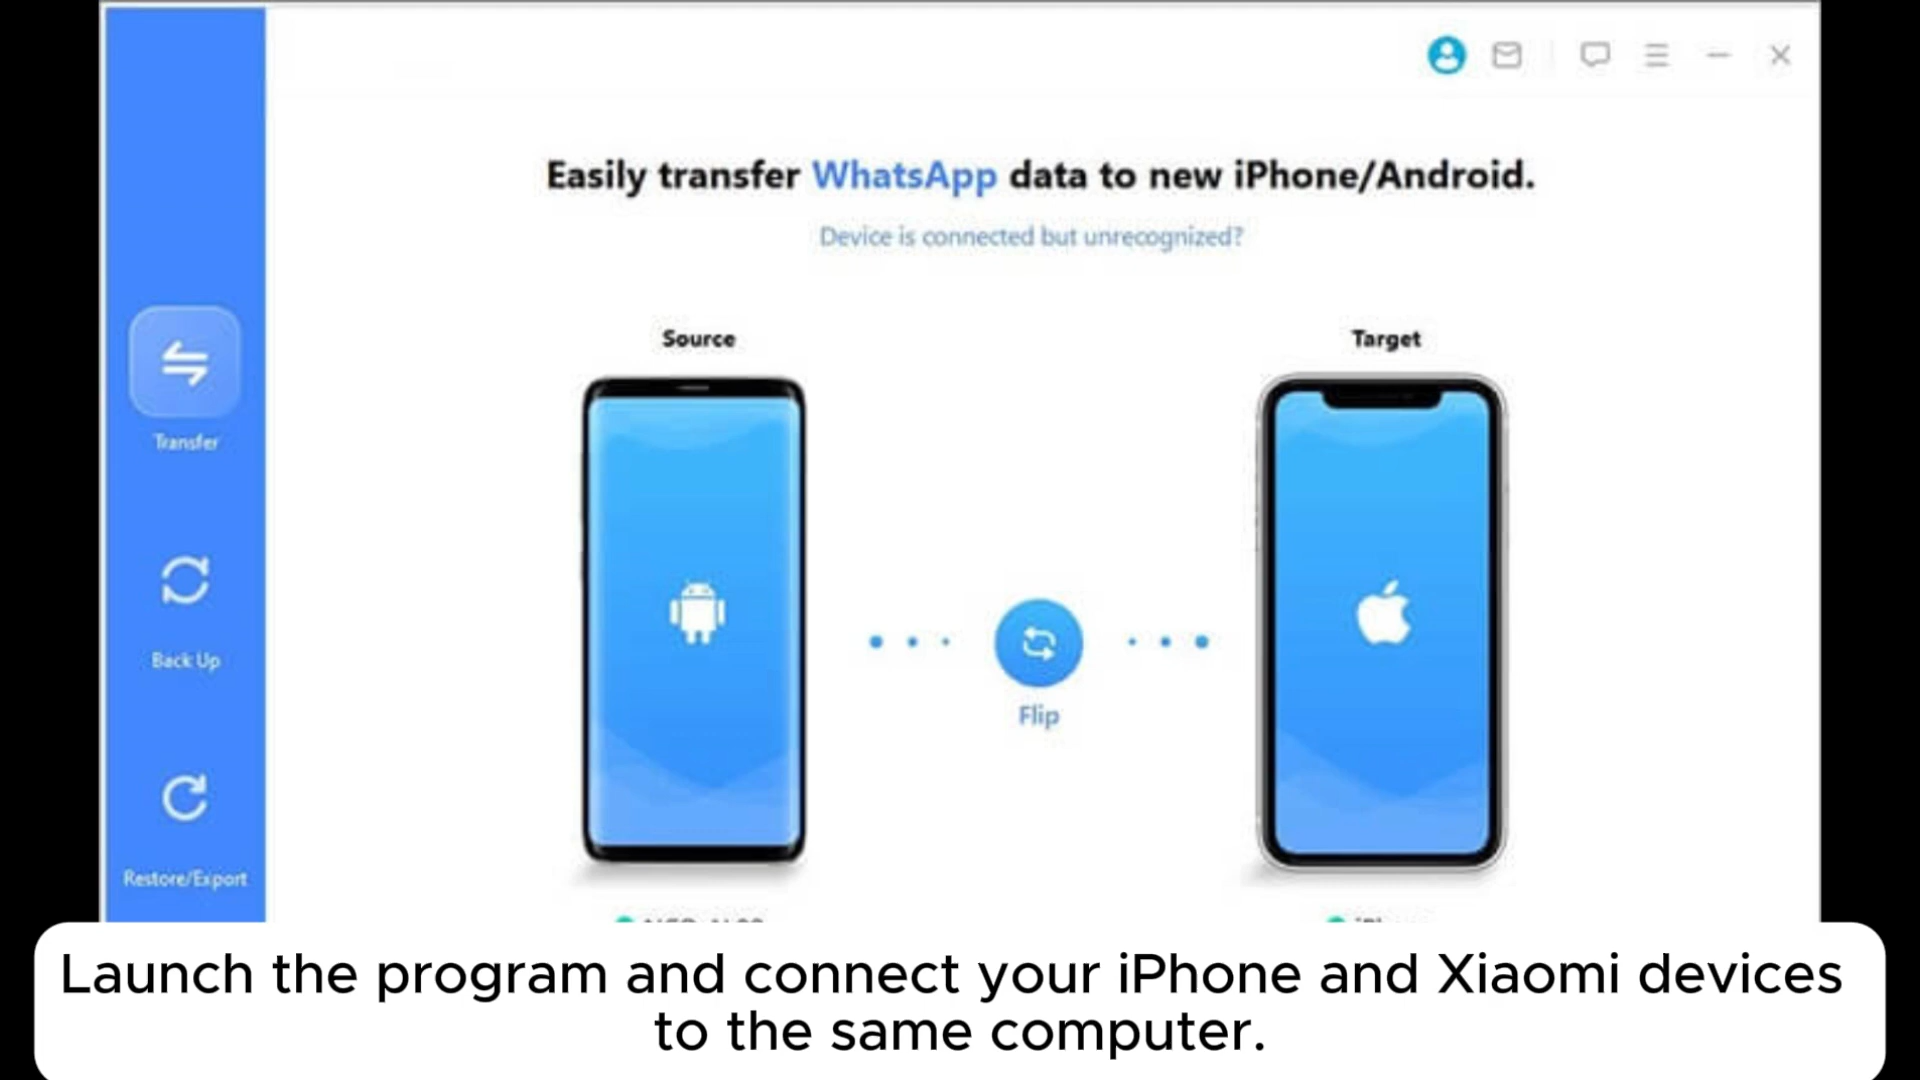 Easily transfer WhatsApp data to new iPhone/Android.
Device is connected but unrecognized?
Source
Target
Transfer
Back Up
Flip
Restore/Export
Launch the program and connect your iPhone and Xiaomi devices
to the same computer.